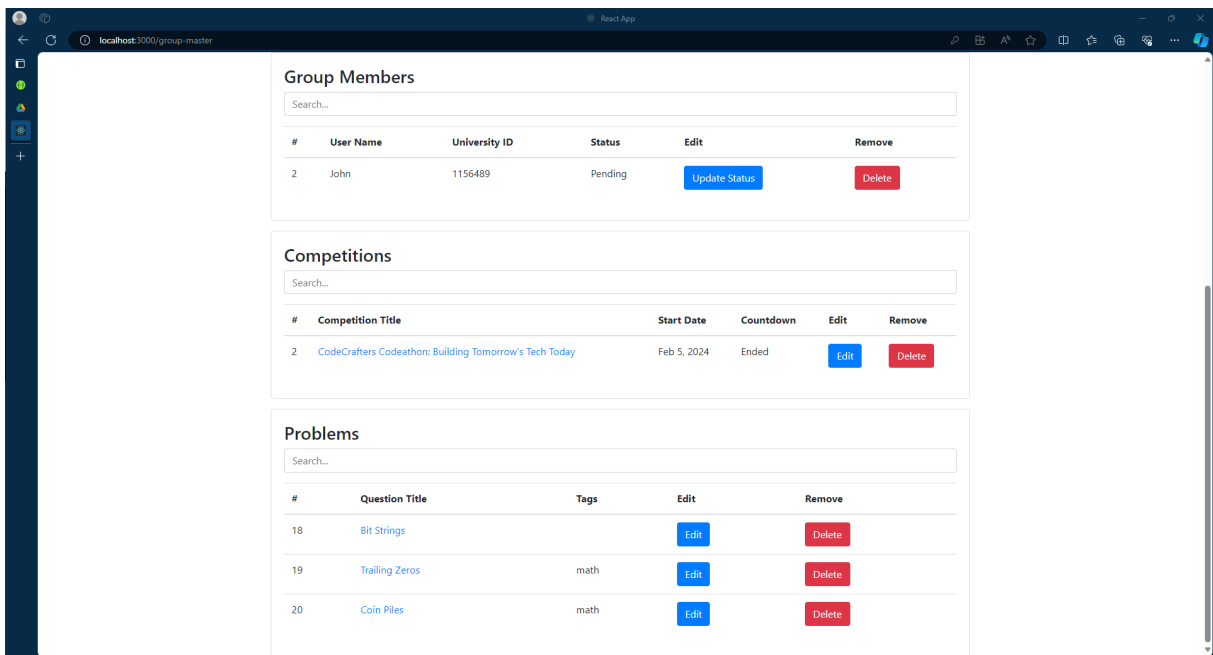 React App
localhost:3000/group-master
Group Members
Search...
# User Name University ID Status Edit Remove
2 John 1156489 Pending Update Status Delete
Competitions
Search...
# Competition Title Start Date Countdown Edit Remove
2 CodeCrafters Codeathon: Building Tomorrow's Tech Today Feb 5, 2024 Ended Edit Delete
Problems
Search...
# Question Title Tags Edit Remove
18 Bit Strings Edit Delete
19 Trailing Zeros math Edit Delete
20 Coin Piles math Edit Delete